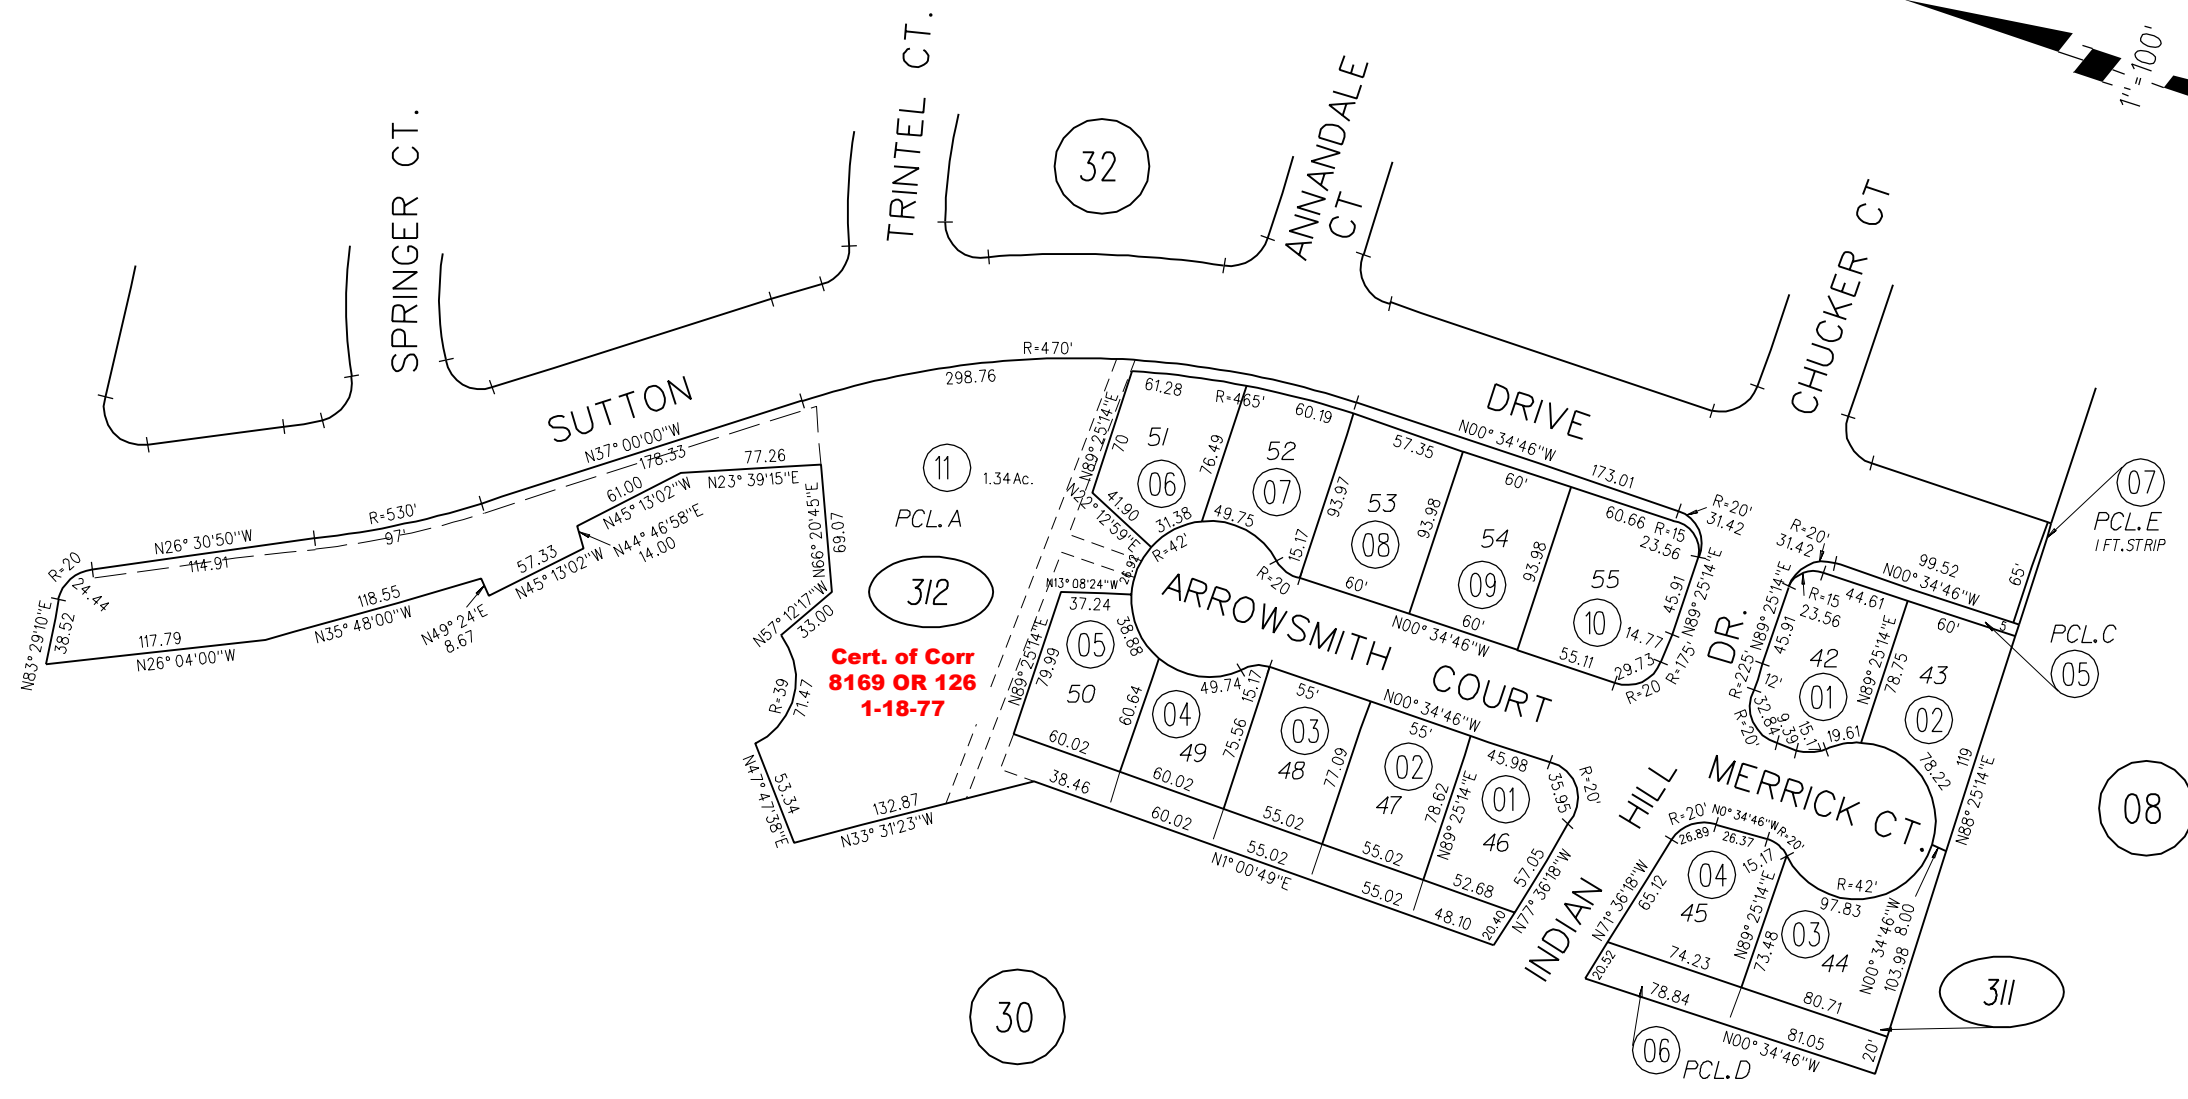 SPRINGER CT.
TRINTEL CT.
32
ANNANDALE
CT
CHUCKER CT
1"=100'
SUTTON
DRIVE
R=470'
298.76
N37° 00'00"W
178.33
R=530'
97'
N26° 30'50"W
114.91
R=20
24.44
N83° 29'10"E
38.52
117.79
N26° 04'00"W
118.55
N35° 48'00"W
N49° 24'E
8.67
57.33
N45° 13'02"W
N44° 46'58"E
14.00
61.00
N45° 13'02"W
77.26
N23° 39'15"E
N66° 20'45"E
69.07
N57° 12'17"W
33.00
R=39
71.47
N47° 47'38"E
53.34
132.87
N33° 31'23"W
11
1.34 Ac.
PCL. A
312
Cert. of Corr
8169 OR 126
1-18-77
61.28
R=465'
60.19
N89° 25'14"E
70
51
06
76.49
52
07
W22° 12'59"E
41.90
31.38
R=42'
49.75
R=20
15.17
93.97
57.35
N00° 34'46"W
173.01
53
08
93.98
60'
54
09
93.98
60.66
R=15
23.56
R=20'
31.42
55
10
45.91
N89° 25'14"E
14.77
R=175'
29.73
R=20
55.11
60'
60'
N00° 34'46"W
ARROWSMITH
COURT
N13° 08'24"W
37.24
38.88
05
50
N89° 25'14"E
79.99
60.02
38.46
60.64
04
49
49.74
15.17
60.02
60.02
75.56
55'
03
48
55.02
55.02
77.09
N00° 34'46"W
55'
02
47
55.02
55.02
78.62
N89° 25'14"E
45.98
01
46
35.95
R=20'
57.05
N77° 36'18"W
52.68
48.10
20.40
N1° 00'49"E
INDIAN
HILL
DR.
R=20'
31.42
R=15
23.56
N89° 25'14"E
45.91
R=225'
12'
R=20'
32.84
9.39
15.17
19.61
44.61
42
01
N89° 25'14"E
78.75
99.52
N00° 34'46"W
60'
5
65'
43
02
78.22
119
N88° 25'14"E
07
PCL. E
1 FT. STRIP
PCL. C
05
08
MERRICK CT.
R=20'
N0° 34'46"W
26.89
26.37
R=20'
15.17
04
45
N71° 36'18"W
65.12
N89° 25'14"E
73.48
R=42'
97.83
03
44
N00° 34'46"W
8.00
103.98
74.23
80.71
20.52
78.84
81.05
N00° 34'46"W
20'
06
PCL. D
311
30